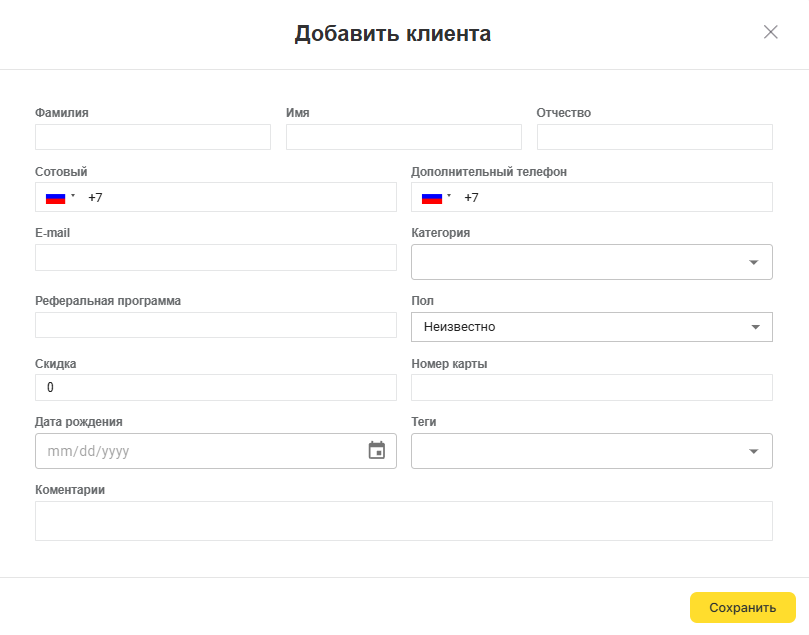 Добавить клиента
Фамилия Имя Отчество
Сотовый Дополнительный телефон
+7 +7
E-mail Категория
Реферальная программа Пол
Неизвестно
Скидка Номер карты
0
Дата рождения Теги
mm/dd/yyyy
Коментарии
Сохранить